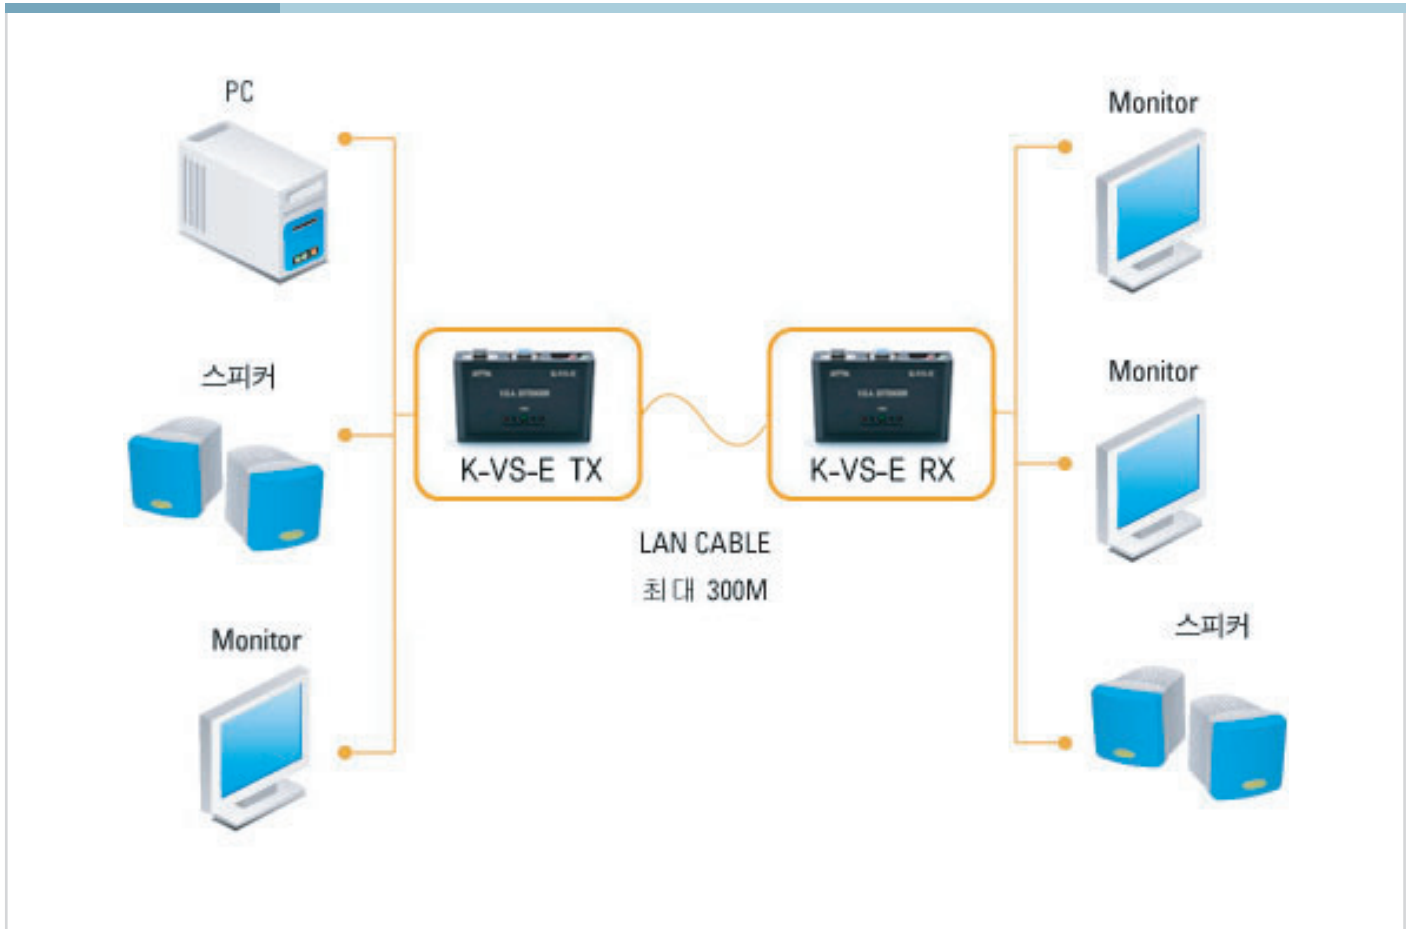 PC
스피커
Monitor
K-VS-E TX
LAN CABLE
최대 300M
K-VS-E RX
Monitor
Monitor
스피커